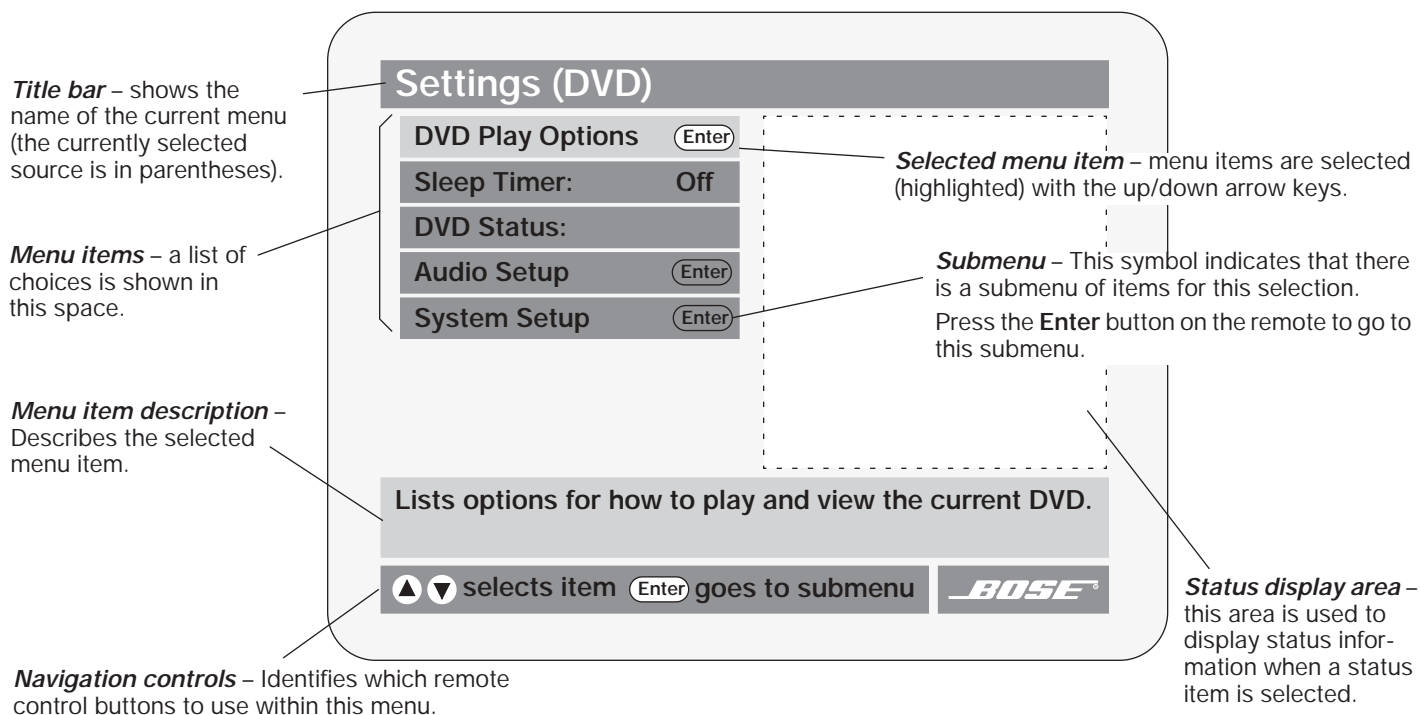 Title bar – shows the
name of the current menu
(the currently selected
source is in parentheses).
Menu items – a list of
choices is shown in
this space.
Menu item description –
Describes the selected
menu item.
Navigation controls – Identifies which remote
control buttons to use within this menu.
Settings (DVD)
DVD Play Options Enter
Sleep Timer: Off
DVD Status:
Audio Setup Enter
System Setup Enter
Lists options for how to play and view the current DVD.
selects item Enter goes to submenu
BOSE®
Selected menu item – menu items are selected
(highlighted) with the up/down arrow keys.
Submenu – This symbol indicates that there
is a submenu of items for this selection.
Press the Enter button on the remote to go to
this submenu.
Status display area –
this area is used to
display status infor-
mation when a status
item is selected.